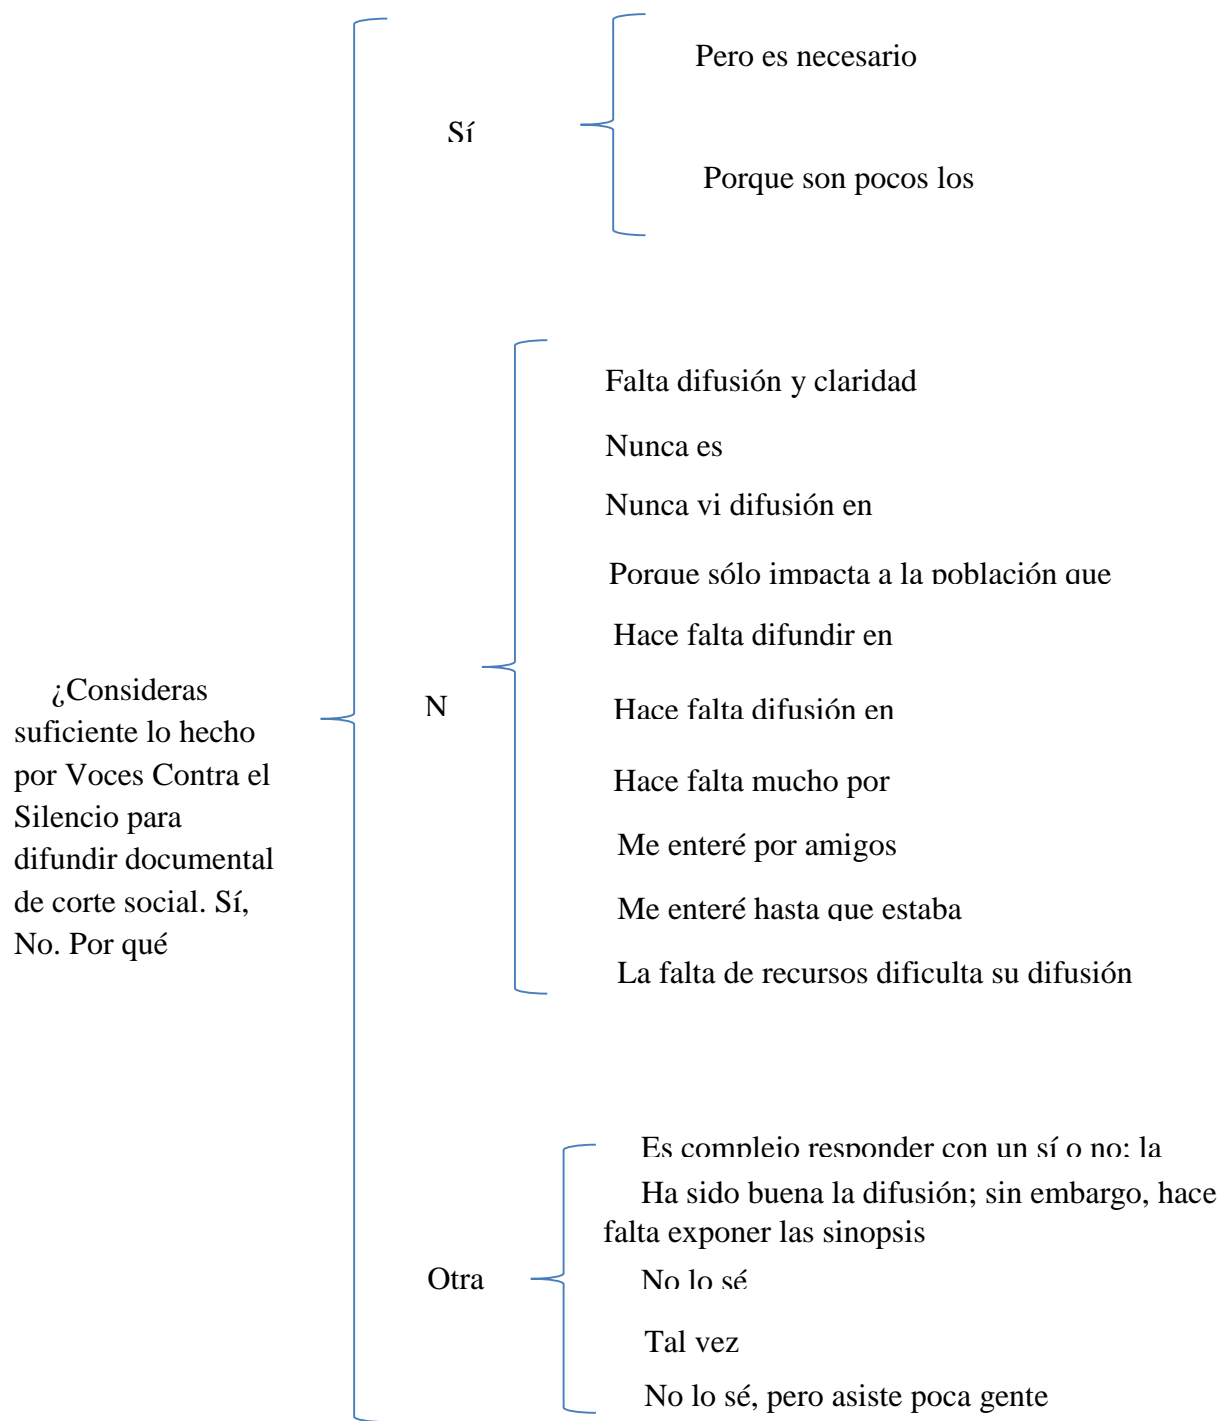 ¿Consideras
suficiente lo hecho
por Voces Contra el
Silencio para
difundir documental
de corte social. Sí,
No. Por qué
Sí
Pero es necesario
Porque son pocos los
N
Falta difusión y claridad
Nunca es
Nunca vi difusión en
Porque sólo impacta a la población que
Hace falta difundir en
Hace falta difusión en
Hace falta mucho por
Me enteré por amigos
Me enteré hasta que estaba
La falta de recursos dificulta su difusión
Otra
Es complejo responder con un sí o no; la
Ha sido buena la difusión; sin embargo, hace
falta exponer las sinopsis
No lo sé
Tal vez
No lo sé, pero asiste poca gente